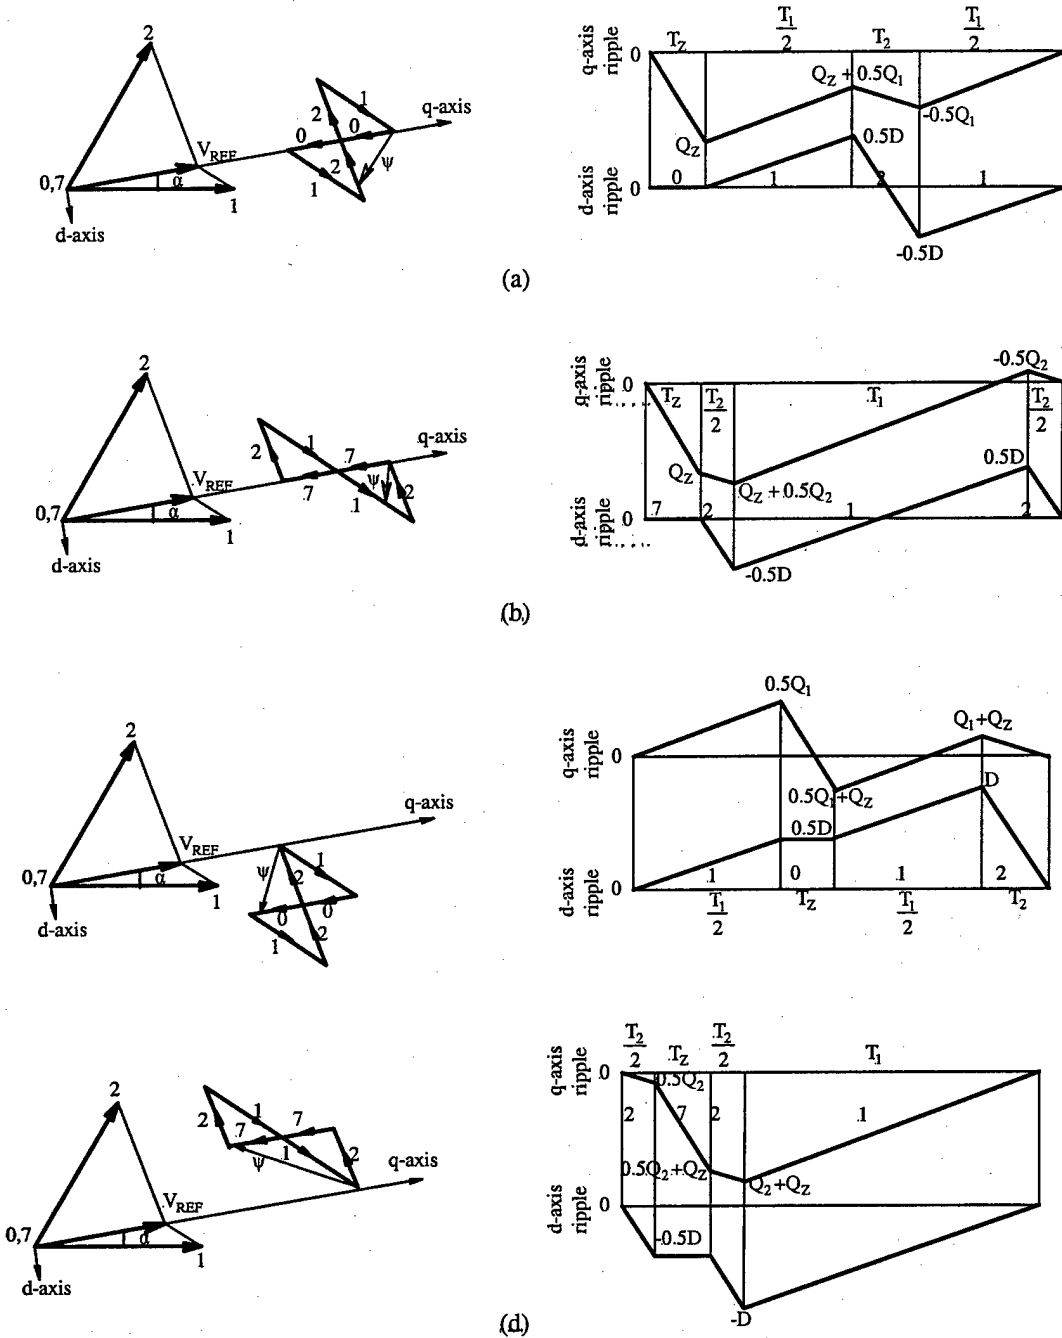 2
V_REF
0,7
α
1
d-axis
0
0
1
2
2
1
ψ
q-axis
q-axis ripple
0
T_Z
T_1/2
T_2
T_1/2
Q_Z
Q_Z + 0.5Q_1
-0.5Q_1
d-axis ripple
0
0
1
0.5D
2
1
-0.5D
(a)
2
V_REF
0,7
α
1
d-axis
2
1
7
7
1
2
ψ
q-axis
q-axis ripple
0
T_Z
T_2/2
T_1
T_2/2
-0.5Q_2
Q_Z
Q_Z + 0.5Q_2
d-axis ripple
0
7
2
1
0.5D
2
-0.5D
(b)
2
V_REF
0,7
α
1
d-axis
q-axis
ψ
1
2
0
0
1
2
q-axis ripple
0
0.5Q_1
0.5Q_1+Q_Z
Q_1+Q_Z
d-axis ripple
0
0.5D
D
1
0
1
2
T_1/2
T_Z
T_1/2
T_2
2
V_REF
0,7
α
1
d-axis
q-axis
2
1
7
7
1
2
ψ
q-axis ripple
0
T_2/2
T_Z
T_2/2
T_1
0.5Q_2
2
7
2
1
0.5Q_2+Q_Z
Q_2+Q_Z
d-axis ripple
0
-0.5D
-D
(d)